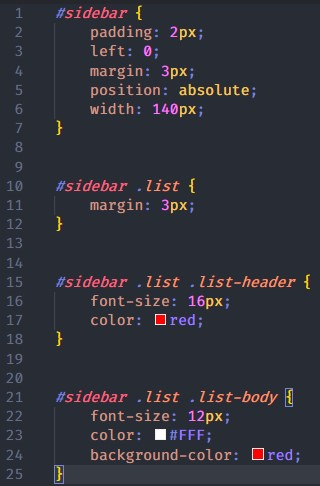 1 #sidebar {
2     padding: 2px;
3     left: 0;
4     margin: 3px;
5     position: absolute;
6     width: 140px;
7 }
8
9
10 #sidebar .list {
11     margin: 3px;
12 }
13
14
15 #sidebar .list .list-header {
16     font-size: 16px;
17     color: red;
18 }
19
20
21 #sidebar .list .list-body {
22     font-size: 12px;
23     color: #FFF;
24     background-color: red;
25 }